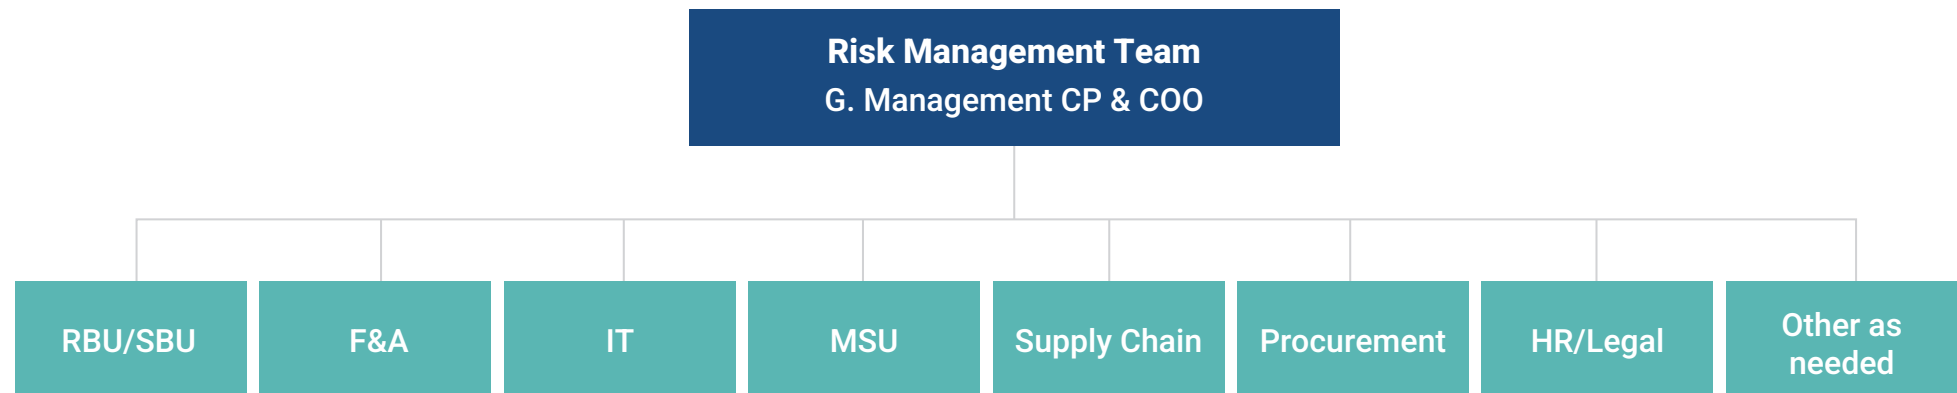 Risk Management Team
G. Management CP & COO
RBU/SBU
F&A
IT
MSU
Supply Chain
Procurement
HR/Legal
Other as
needed